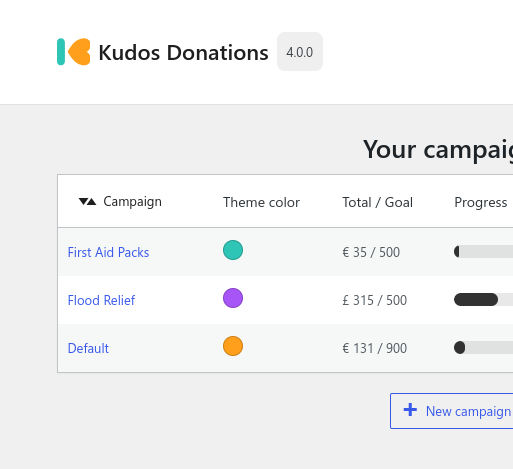 Kudos Donations 4.0.0
Your campaig
Campaign Theme color Total / Goal Progress
First Aid Packs € 35 / 500
Flood Relief £ 315 / 500
Default € 131 / 900
New campaign